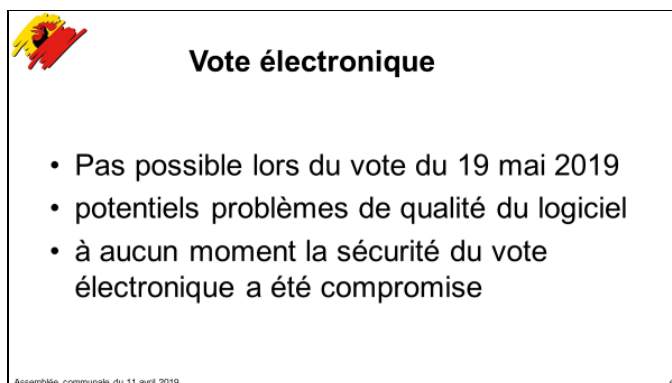 Vote électronique
• Pas possible lors du vote du 19 mai 2019
• potentiels problèmes de qualité du logiciel
• à aucun moment la sécurité du vote
électronique a été compromise
Assemblée communale du 11 avril 2019